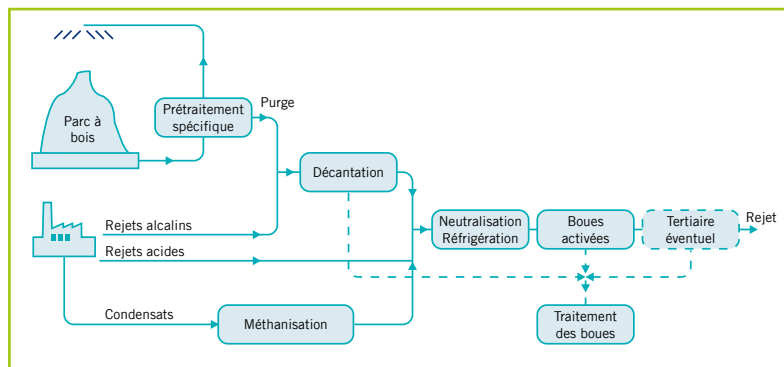 Parc à
bois
Prétraitement
spécifique
Purge
Décantation
Rejets alcalins
Rejets acides
Condensats
Méthanisation
Neutralisation
Réfrigération
Boues
activées
Tertiaire
éventuel
Rejet
Traitement
des boues